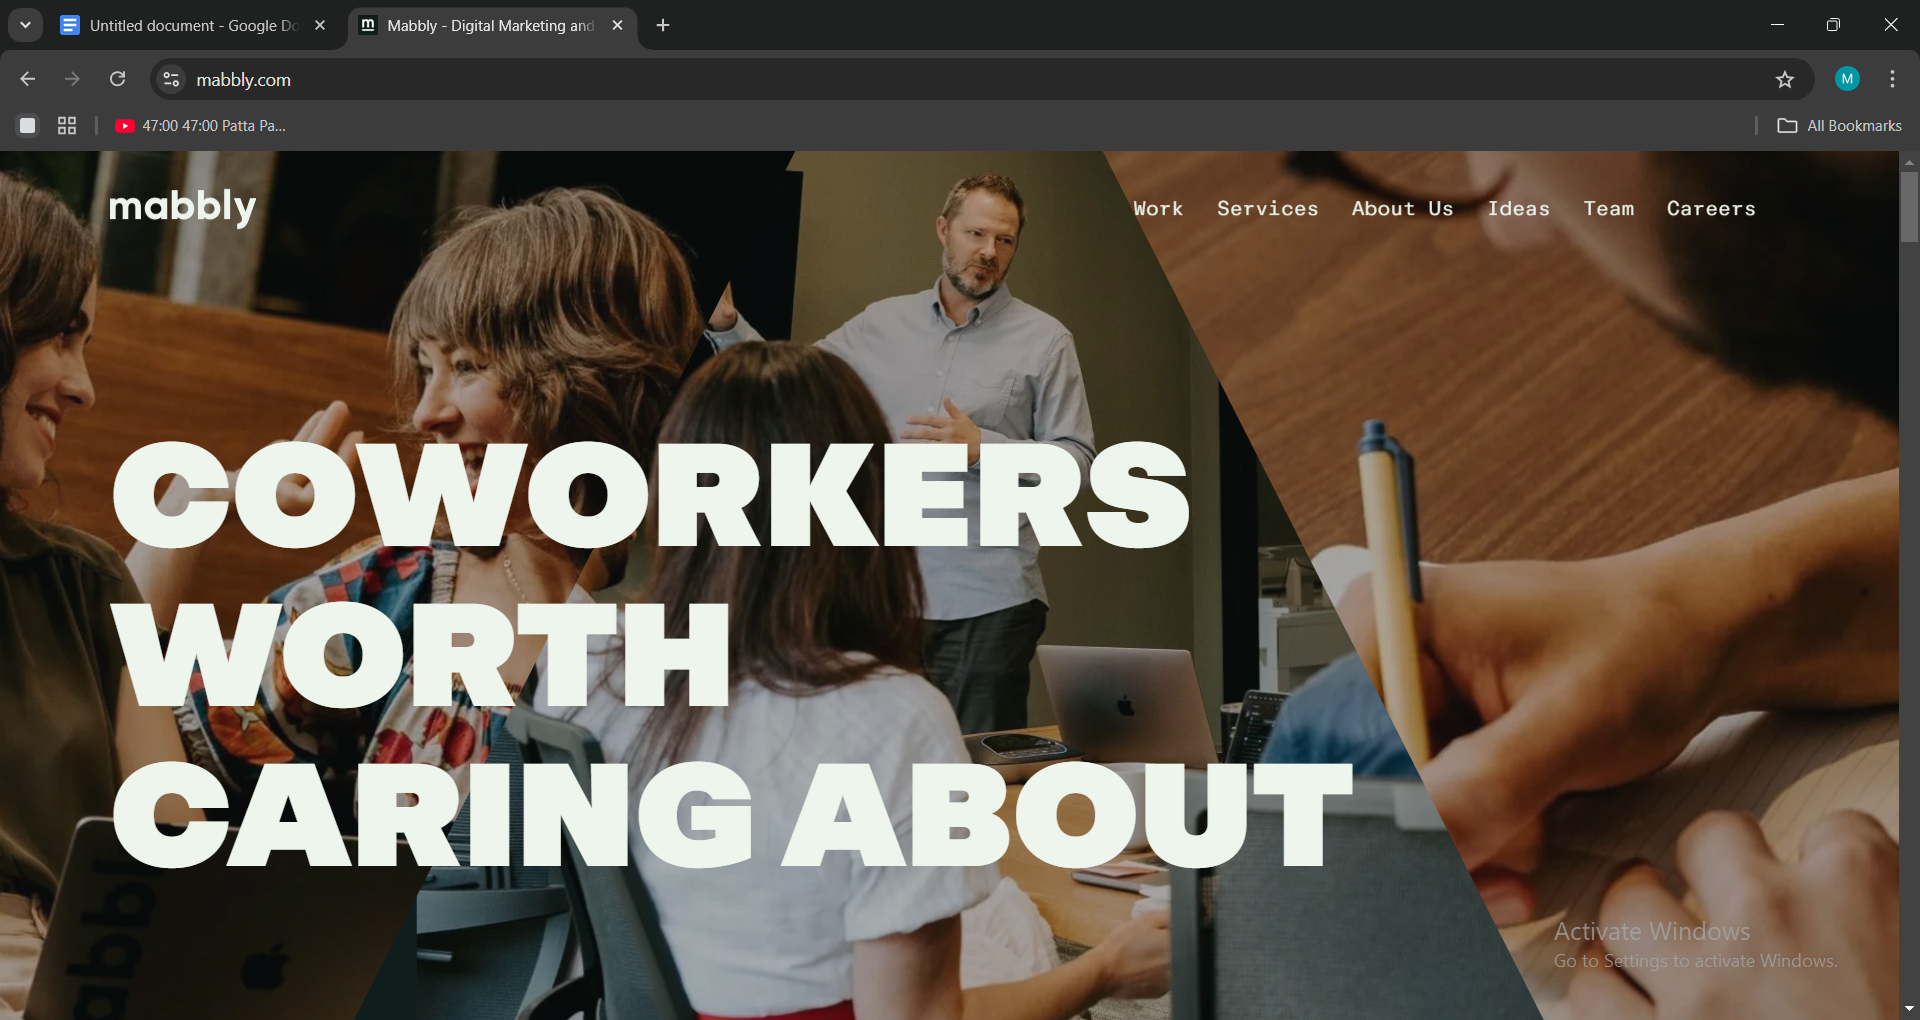 Untitled document - Google Do
Mabbly - Digital Marketing and
mabbly.com
M
47:00 47:00 Patta Pa...
All Bookmarks
mabbly
Work
Services
About Us
Ideas
Team
Careers
COWORKERS
WORTH
CARING ABOUT
Activate Windows
Go to Settings to activate Windows.